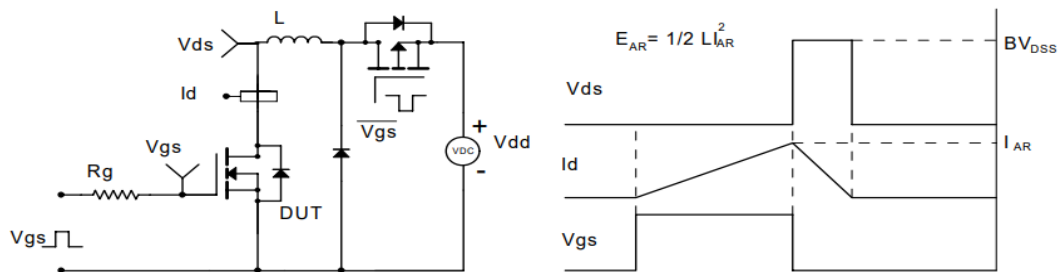 L
Vds
Id
Vgs
Rg
DUT
Vgs
Vgs
+
VDC
-
Vdd
E_AR = 1/2 LI_AR^2
BV_DSS
Vds
I_AR
Id
Vgs